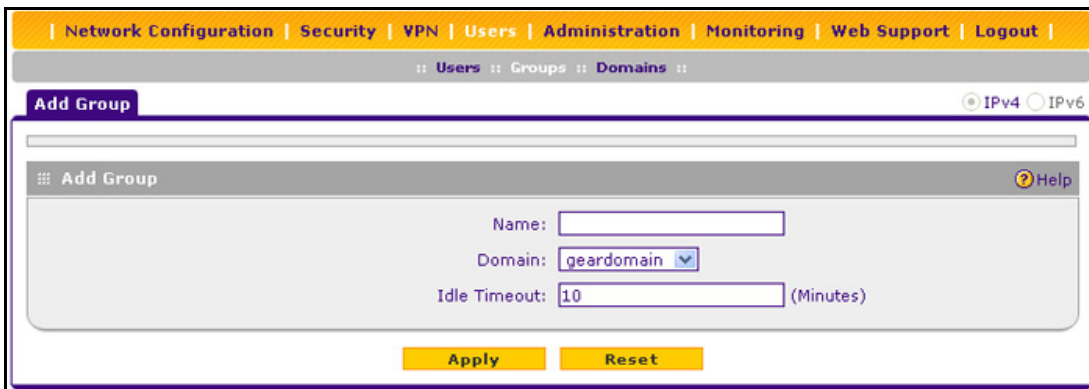 | Network Configuration | Security | VPN | Users | Administration | Monitoring | Web Support | Logout |
:: Users :: Groups :: Domains ::
Add Group
IPv4 IPv6
Add Group
Help
Name:
Domain: geardomain
Idle Timeout: 10 (Minutes)
Apply Reset